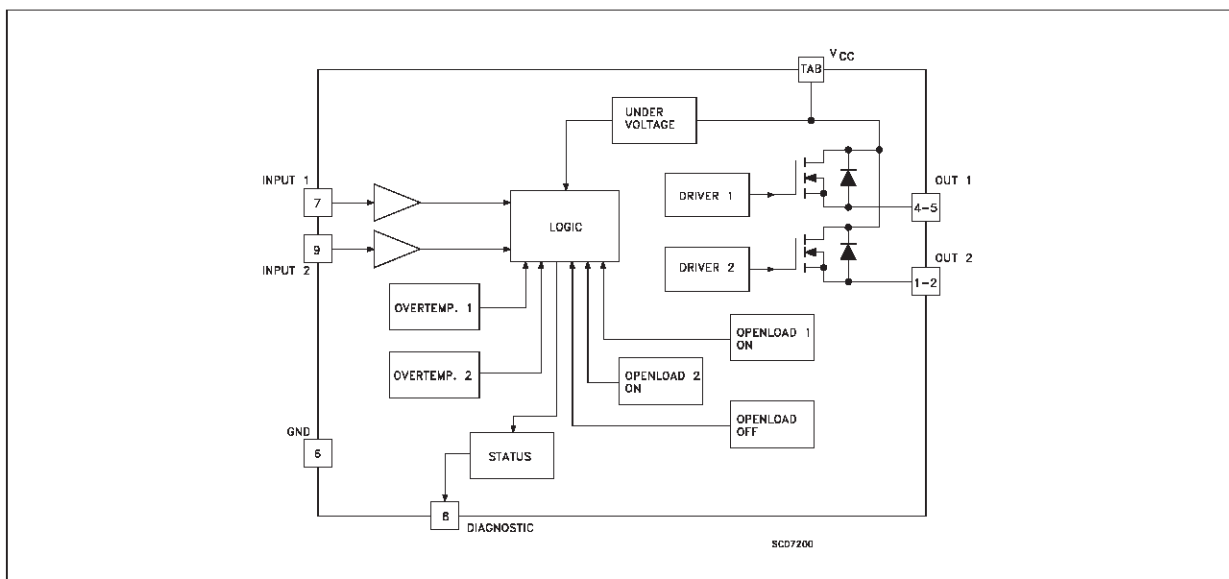 VCC
TAB
UNDER
VOLTAGE
INPUT 1
7
DRIVER 1
OUT 1
4-5
LOGIC
9
INPUT 2
DRIVER 2
OUT 2
1-2
OVERTEMP. 1
OPENLOAD 1
ON
OVERTEMP. 2
OPENLOAD 2
ON
OPENLOAD
OFF
GND
6
STATUS
8
DIAGNOSTIC
SC07200